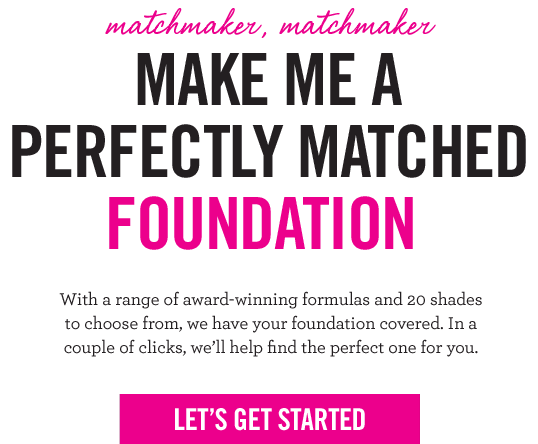 matchmaker, matchmaker
MAKE ME A
PERFECTLY MATCHED
FOUNDATION
With a range of award-winning formulas and 20 shades
to choose from, we have your foundation covered. In a
couple of clicks, we’ll help find the perfect one for you.
LET’S GET STARTED